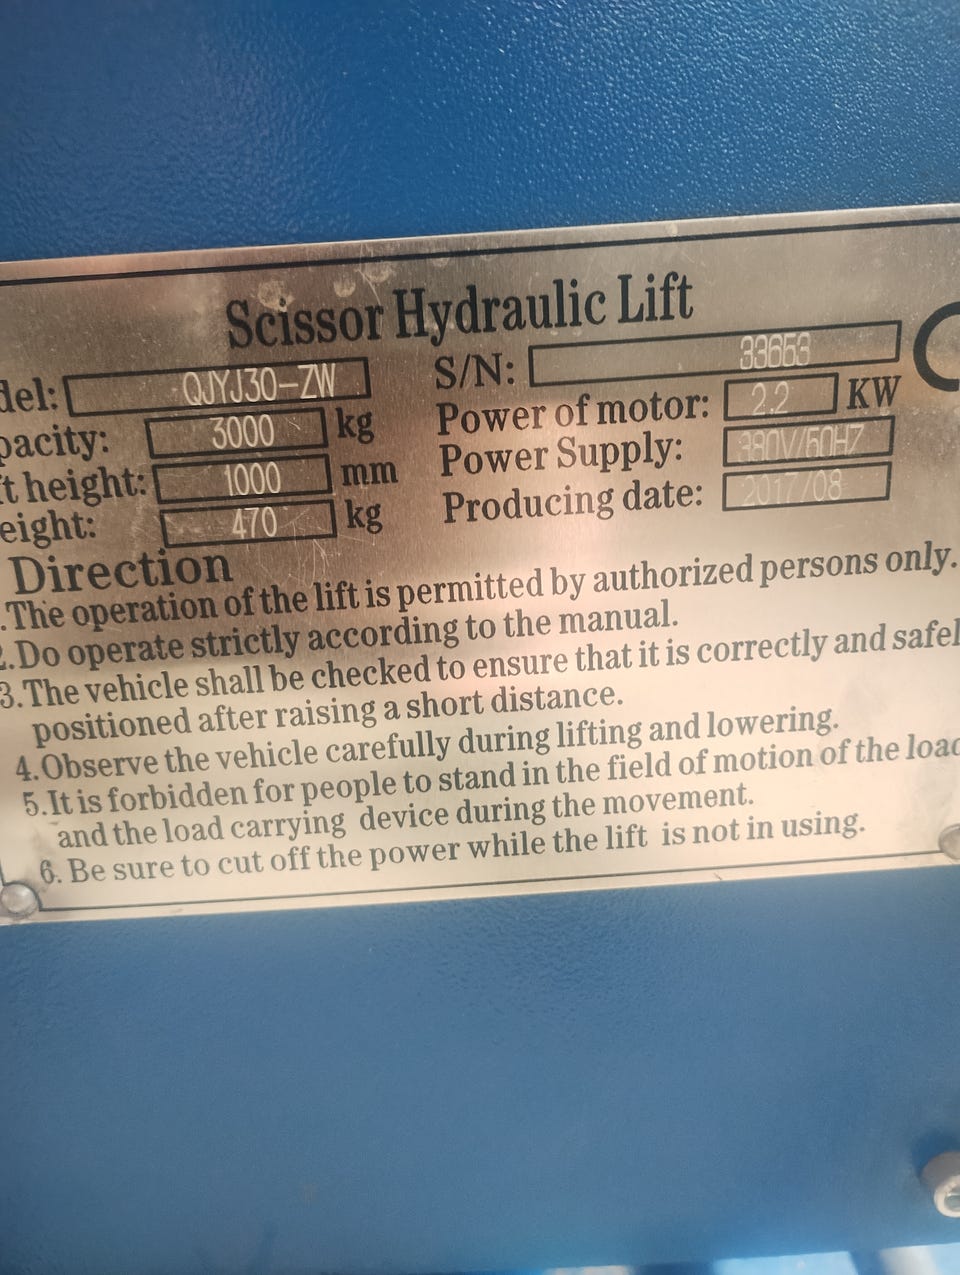 Scissor Hydraulic Lift
del: QJYJ30-ZW S/N: 33653
pacity: 3000 kg Power of motor: 2.2 KW
t height: 1000 mm Power Supply: 380V/50HZ
eight: 470 kg Producing date: 2017/08
Direction
.The operation of the lift is permitted by authorized persons only.
2.Do operate strictly according to the manual.
3.The vehicle shall be checked to ensure that it is correctly and safel
positioned after raising a short distance.
4.Observe the vehicle carefully during lifting and lowering.
5.It is forbidden for people to stand in the field of motion of the load
and the load carrying device during the movement.
6. Be sure to cut off the power while the lift is not in using.